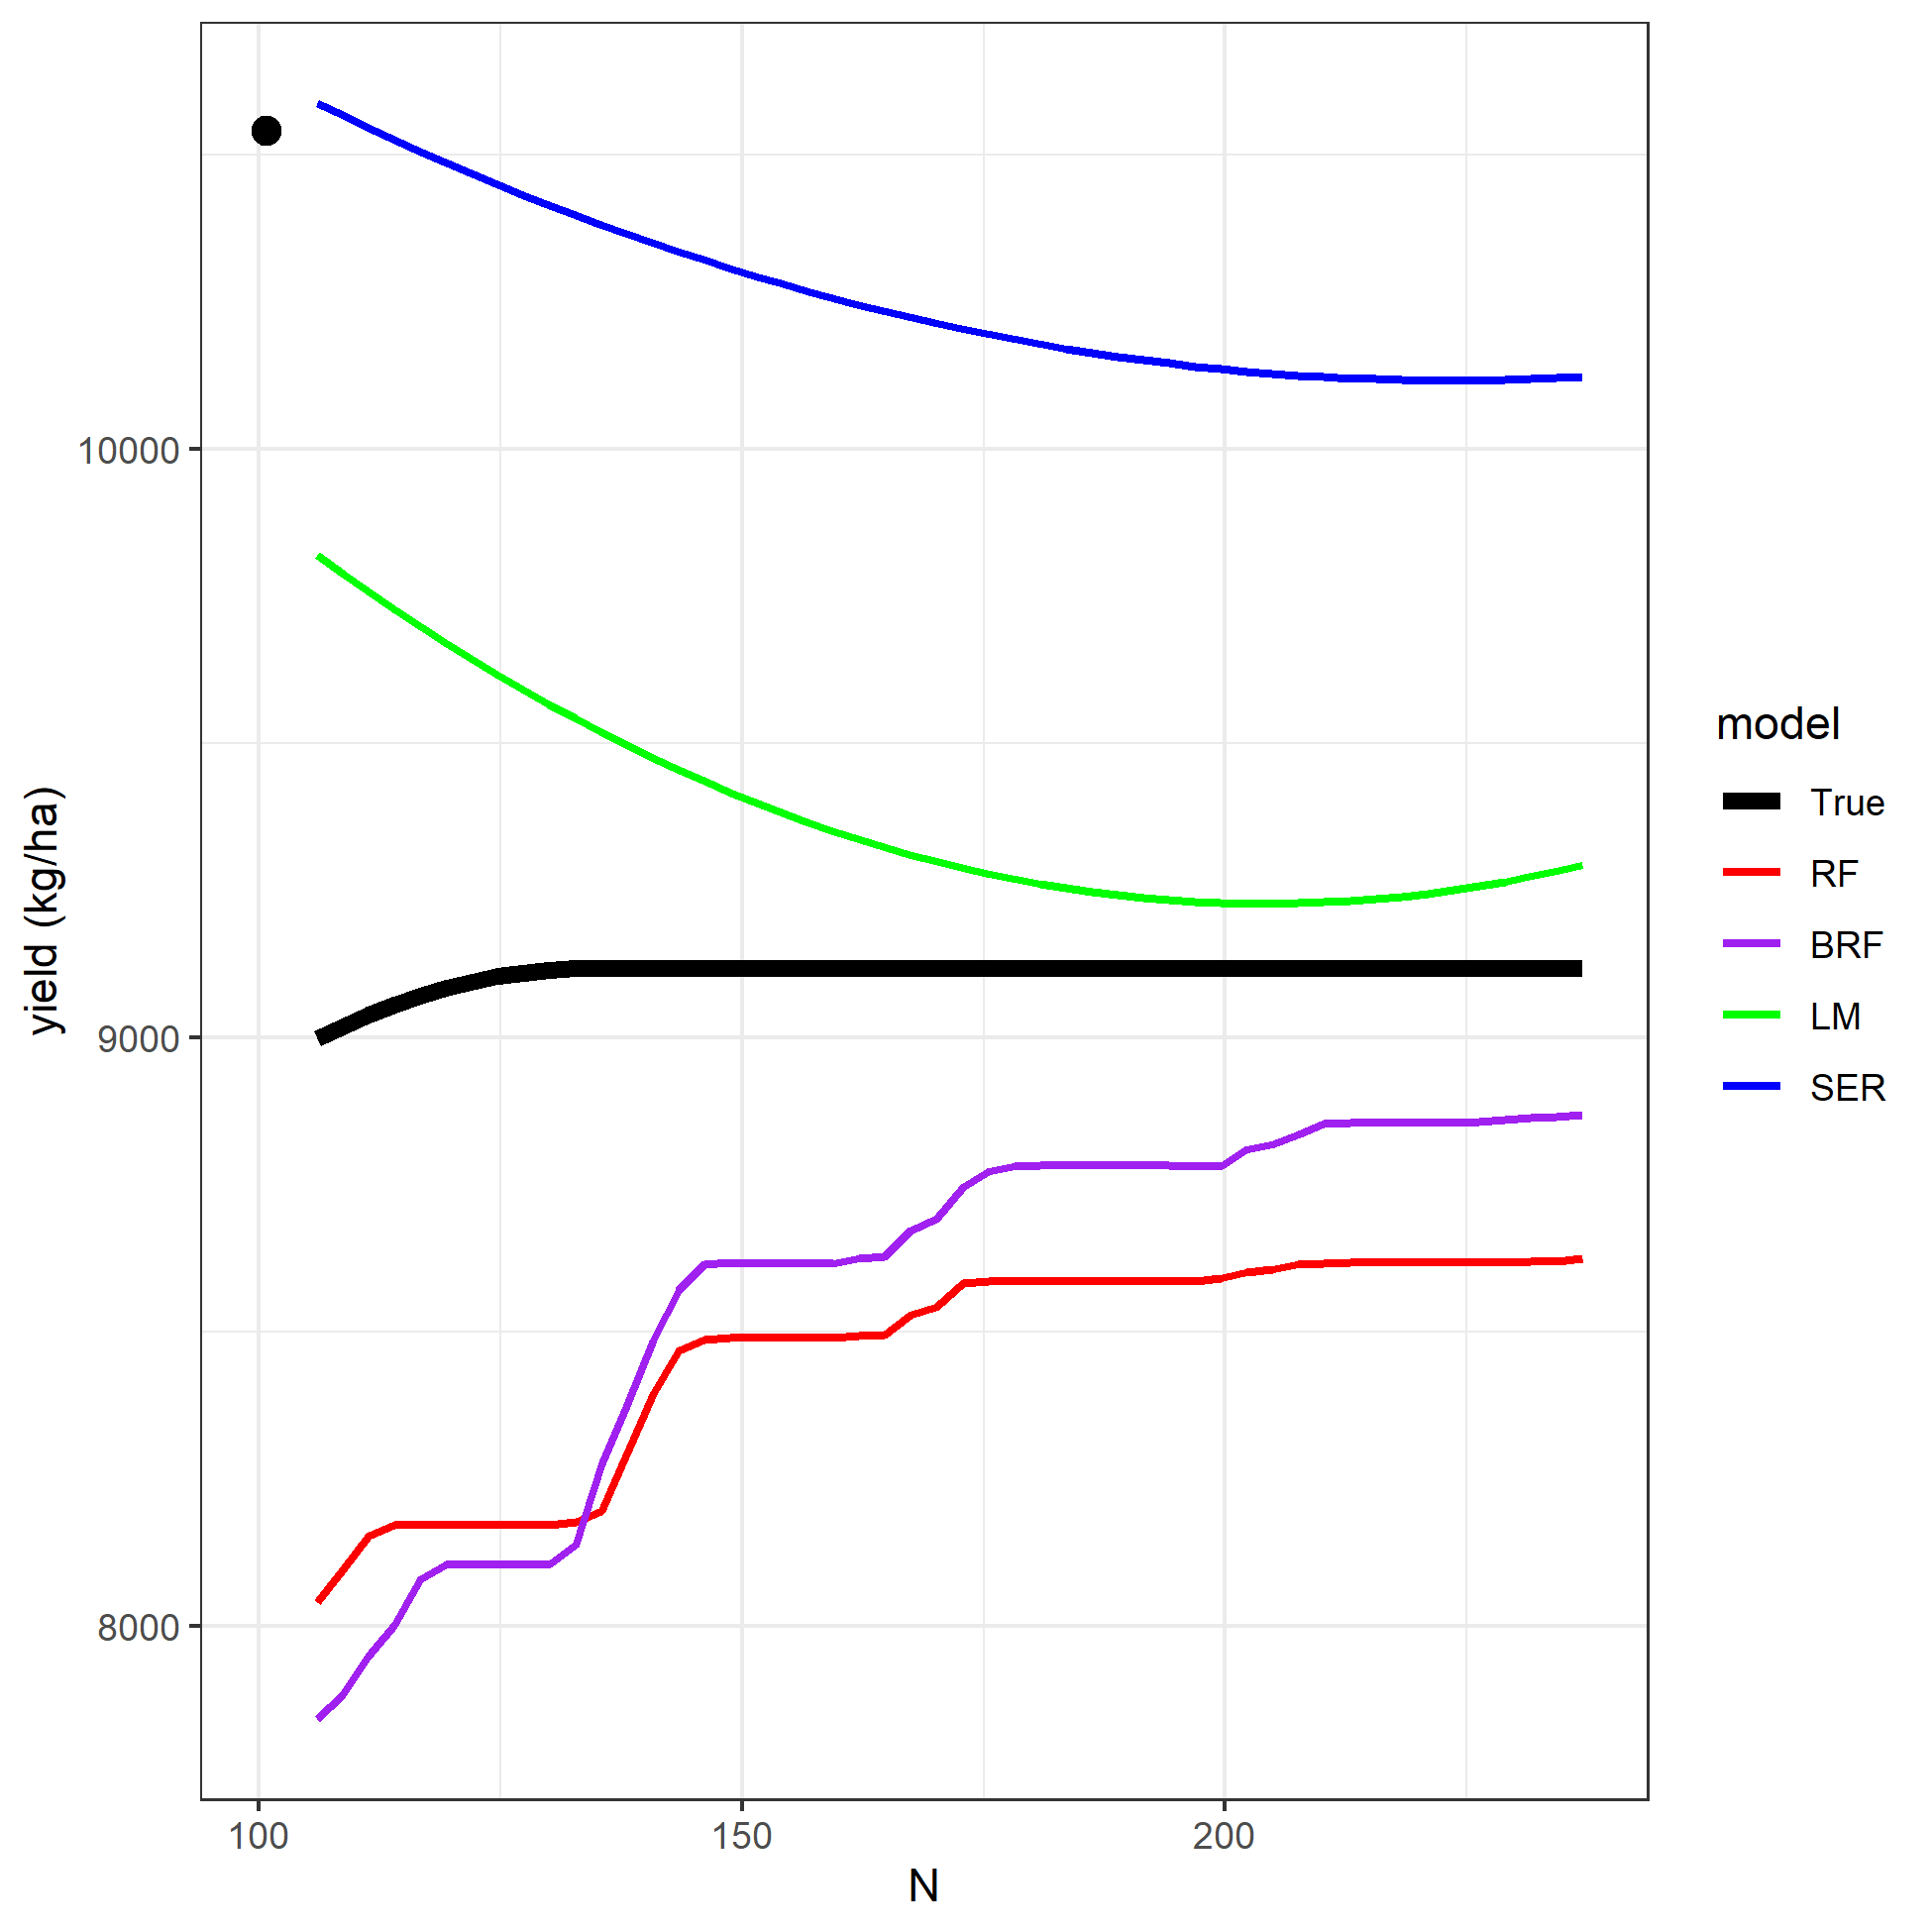 10000
9000
8000
yield (kg/ha)
100
150
200
N
model
True
RF
BRF
LM
SER